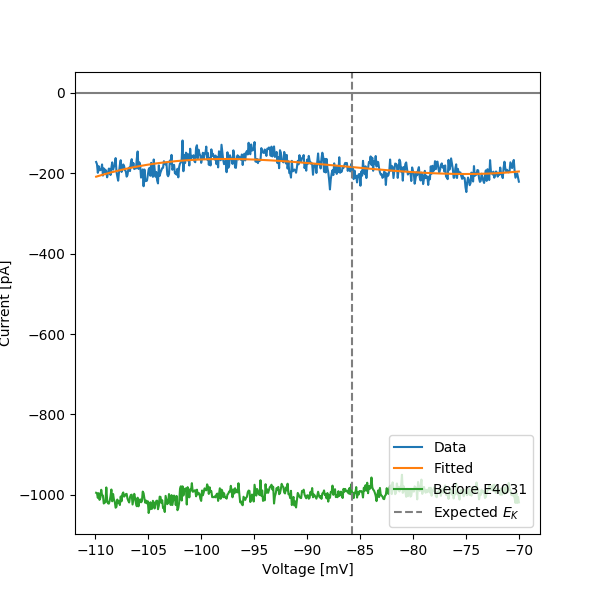 0
−200
−400
−600
−800
−1000
Current [pA]
−110
−105
−100
−95
−90
−85
−80
−75
−70
Voltage [mV]
Data
Fitted
Before E4031
Expected E_K